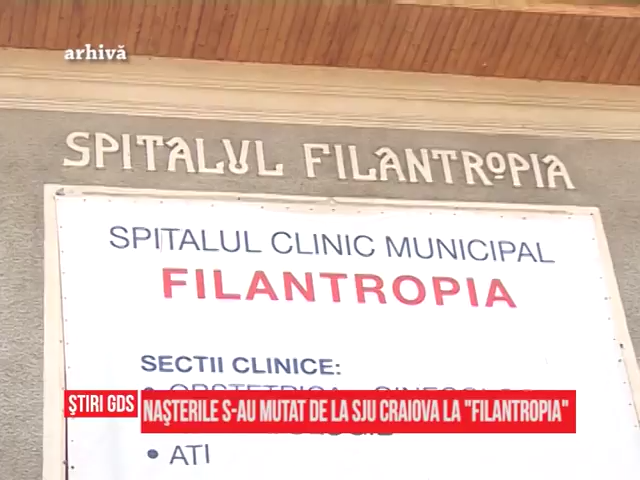 arhivă
SPITALUL FILANTROPIA
SPITALUL CLINIC MUNICIPAL
FILANTROPIA
SECTII CLINICE:
ŞTIRI GDS
NAŞTERILE S-AU MUTAT DE LA SJU CRAIOVA LA "FILANTROPIA"
• ATI